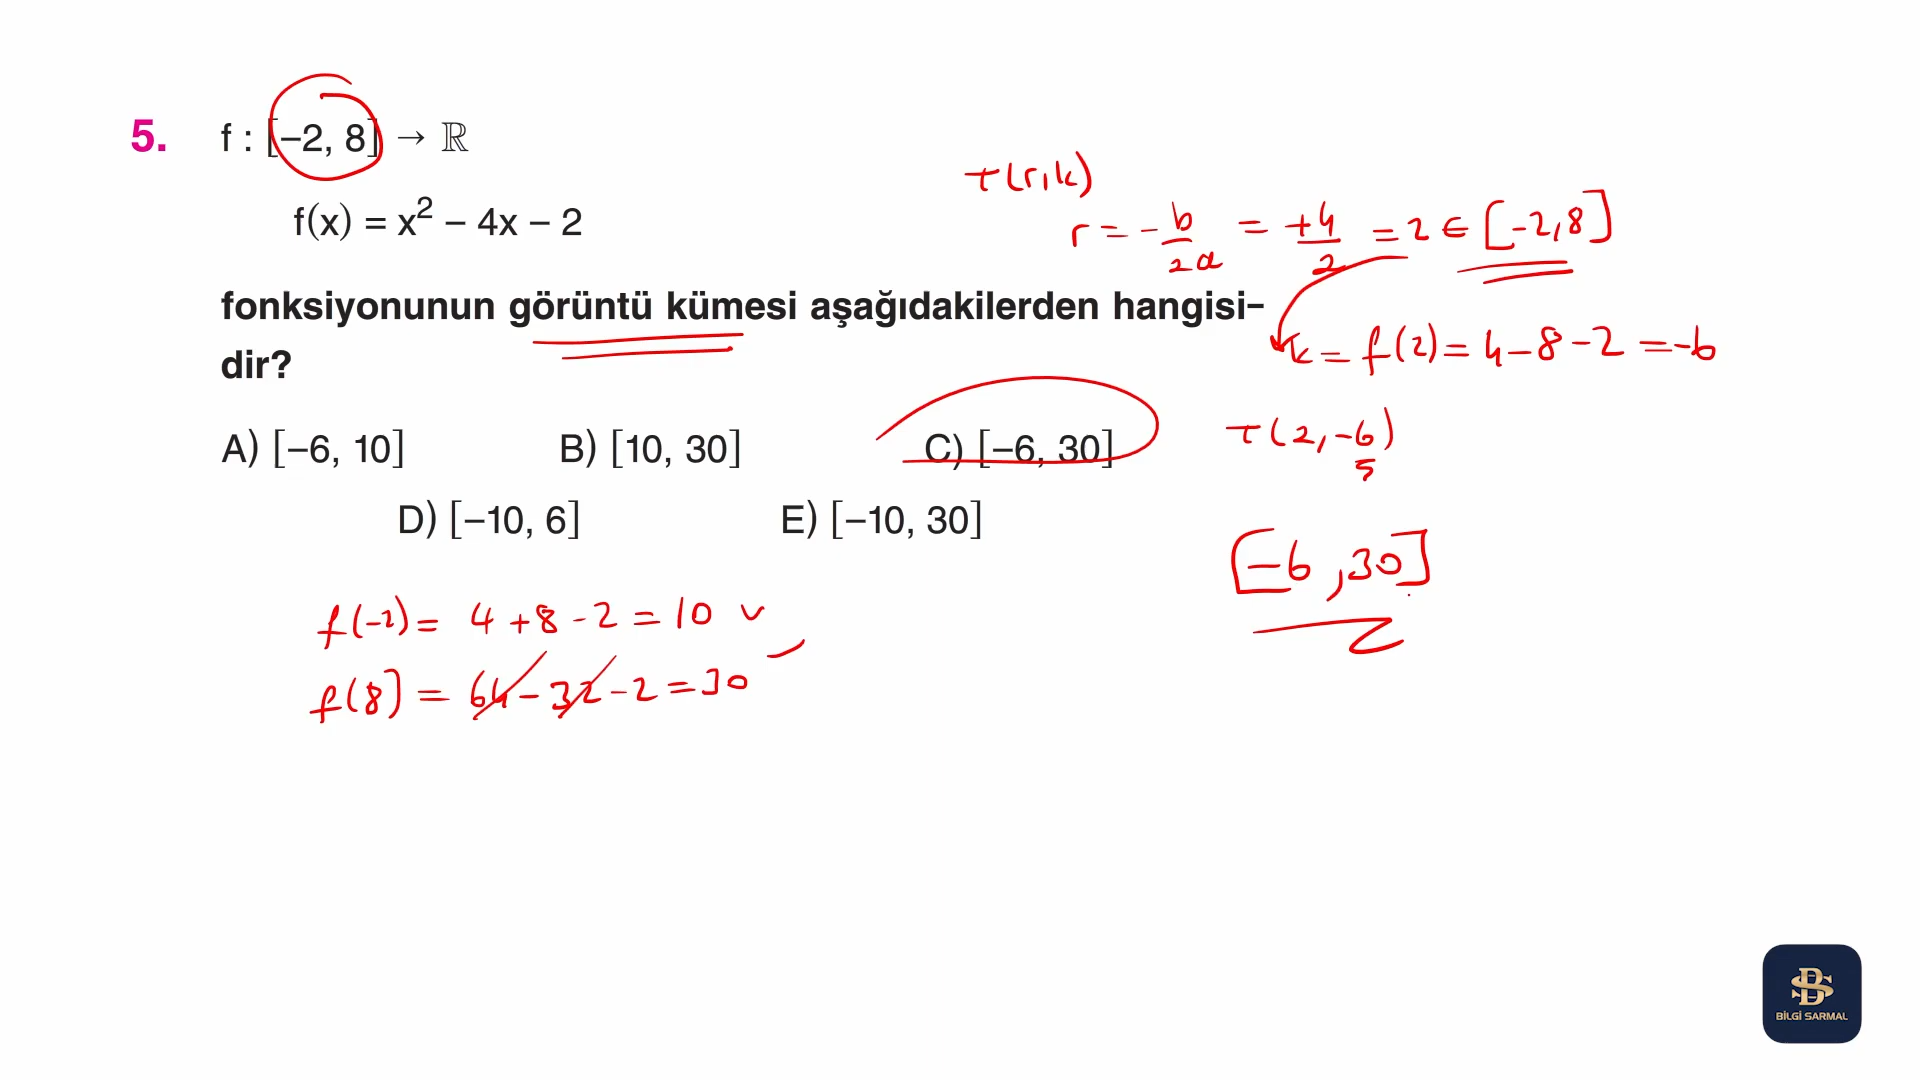 5. f : [–2, 8] → ℝ
f(x) = x² – 4x – 2
fonksiyonunun görüntü kümesi aşağıdakilerden hangisi–
dir?
A) [–6, 10] B) [10, 30] C) [–6, 30]
D) [–10, 6] E) [–10, 30]
T(r,k)
r = - b/2a = +4/2 = 2 ∈ [-2,8]
k = f(2) = 4-8-2 = -6
T(2,-6)
[-6,30]
f(-2) = 4+8-2 = 10
f(8) = 64-32-2 = 30
BİLGİ SARMAL